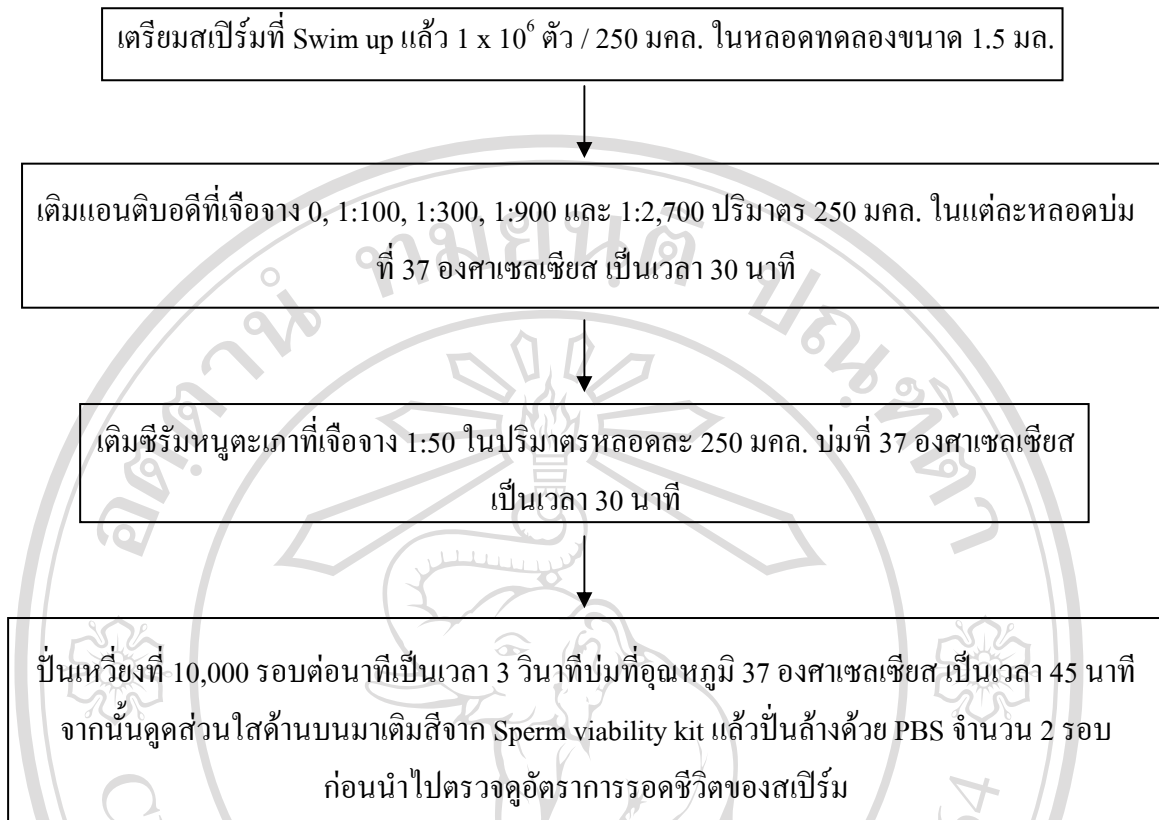 เตรียมสเปิร์มที่ Swim up แล้ว 1 x 10⁶ ตัว / 250 มคล. ในหลอดทดลองขนาด 1.5 มล.
เติมแอนติบอดีที่เจือจาง 0, 1:100, 1:300, 1:900 และ 1:2,700 ปริมาตร 250 มคล. ในแต่ละหลอดบ่ม
ที่ 37 องศาเซลเซียส เป็นเวลา 30 นาที
เติมซีรัมหนูตะเภาที่เจือจาง 1:50 ในปริมาตรหลอดละ 250 มคล. บ่มที่ 37 องศาเซลเซียส
เป็นเวลา 30 นาที
ปั่นเหวี่ยงที่ 10,000 รอบต่อนาทีเป็นเวลา 3 วินาทีบ่มที่อุณหภูมิ 37 องศาเซลเซียส เป็นเวลา 45 นาที
จากนั้นดูดส่วนใสด้านบนมาเติมสีจาก Sperm viability kit แล้วปั่นล้างด้วย PBS จำนวน 2 รอบ
ก่อนนำไปตรวจดูอัตราการรอดชีวิตของสเปิร์ม